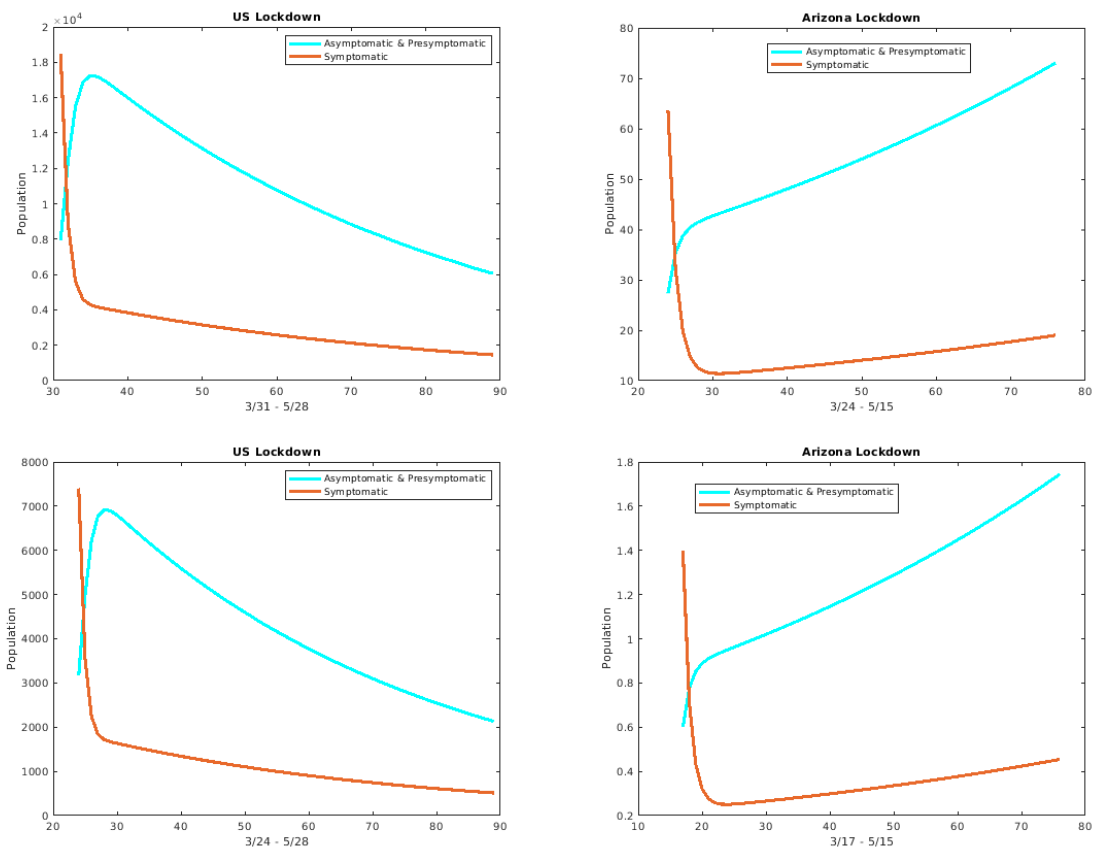 US Lockdown
×10^4
Asymptomatic & Presymptomatic
Symptomatic
2
1.8
1.6
1.4
1.2
1
0.8
0.6
0.4
0.2
0
Population
30 40 50 60 70 80 90
3/31 - 5/28
Arizona Lockdown
Asymptomatic & Presymptomatic
Symptomatic
80
70
60
50
40
30
20
10
Population
20 30 40 50 60 70 80
3/24 - 5/15
US Lockdown
Asymptomatic & Presymptomatic
Symptomatic
8000
7000
6000
5000
4000
3000
2000
1000
0
Population
20 30 40 50 60 70 80 90
3/24 - 5/28
Arizona Lockdown
Asymptomatic & Presymptomatic
Symptomatic
1.8
1.6
1.4
1.2
1
0.8
0.6
0.4
0.2
Population
10 20 30 40 50 60 70 80
3/17 - 5/15